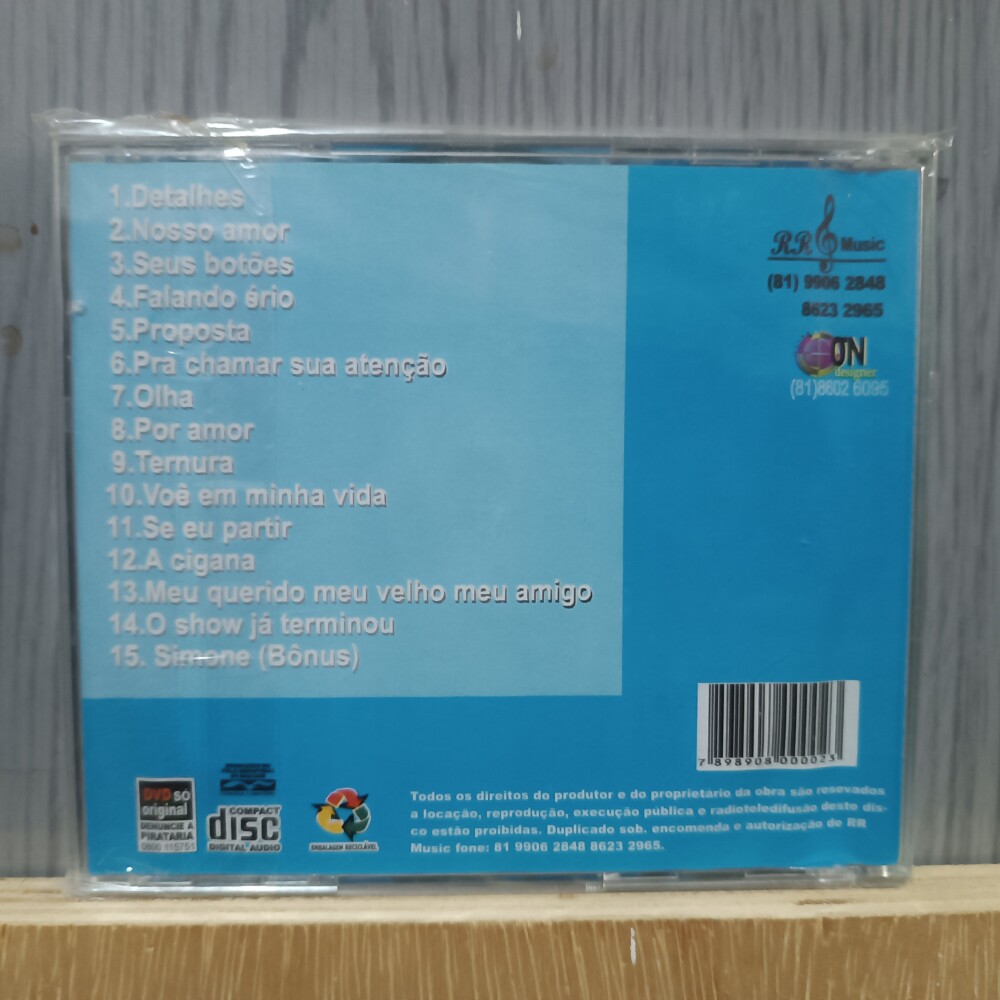 1.Detalhes
2.Nosso amor
3.Seus botões
4.Falando ério
5.Proposta
6.Pra chamar sua atenção
7.Olha
8.Por amor
9.Ternura
10.Voê em minha vida
11.Se eu partir
12.A cigana
13.Meu querido meu velho meu amigo
14.O show já terminou
15. Simone (Bônus)
RR Music
(81) 9906 2848
8623 2965
designer
(81)8602 6095
7 898908 000023
DVD SÓ
original
DENUNCIE A
PIRATARIA
0800 115751
COMPACT
disc
DIGITAL AUDIO
EMBALAGEM RECICLÁVEL
Todos os direitos do produtor e do proprietário da obra são resevados
a locação, reprodução, execução pública e radioteledifusão deste dis-
co estão proibidas. Duplicado sob. encomenda e autorização de RR
Music fone: 81 9906 2848 8623 2965.